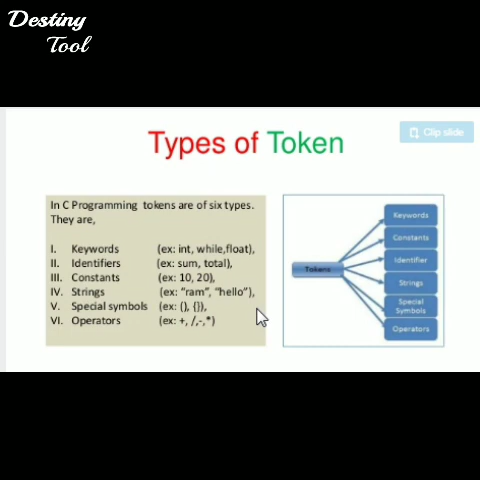 Destiny
Tool
Types of Token
Clip slide
In C Programming tokens are of six types.
They are,
I. Keywords (ex: int, while,float),
II. Identifiers (ex: sum, total),
III. Constants (ex: 10, 20),
IV. Strings (ex: “ram”, “hello”),
V. Special symbols (ex: (), {}),
VI. Operators (ex: +, /,-,*)
Tokens
Keywords
Constants
Identifier
Strings
Special
Symbols
Operators